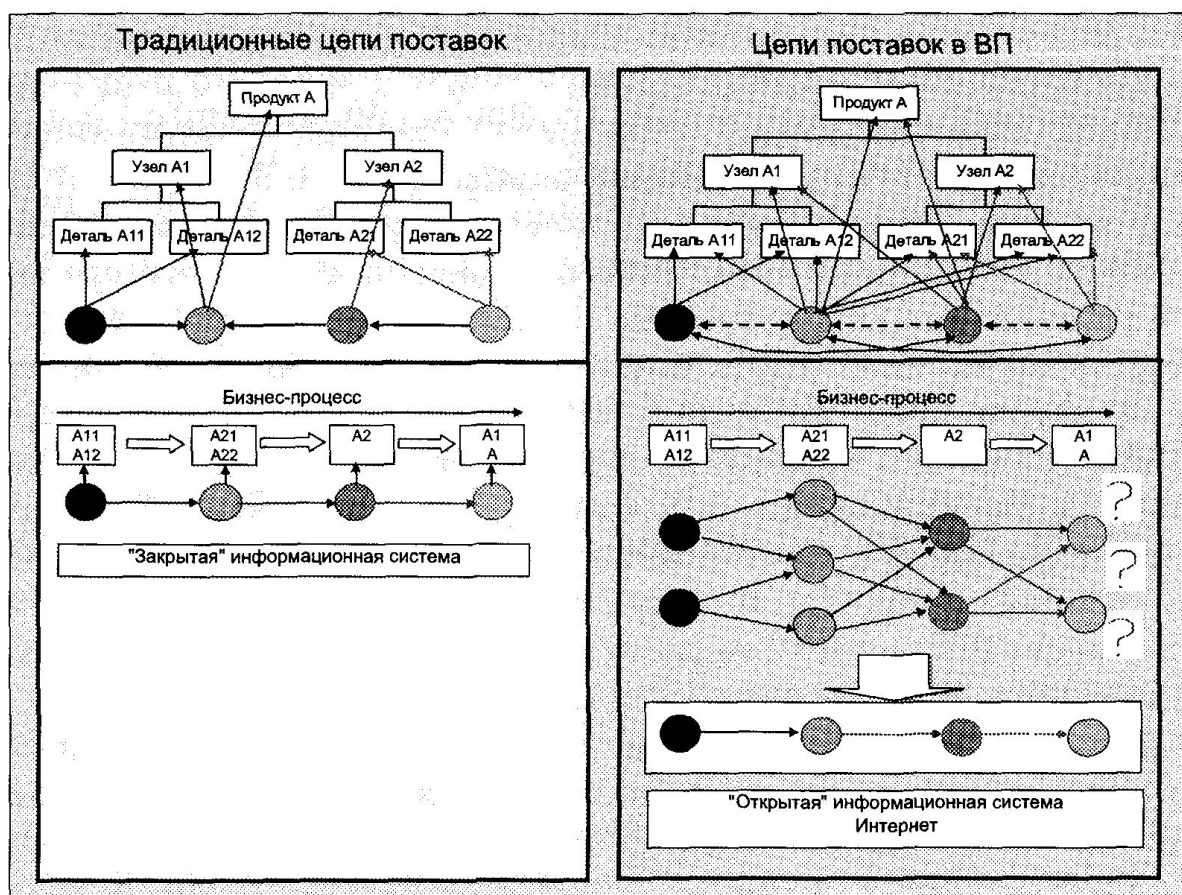 Традиционные цепи поставок
Продукт А
Узел А1
Узел А2
Деталь А11
Деталь А12
Деталь А21
Деталь А22
Бизнес-процесс
А11
А12
А21
А22
А2
А1
А
"Закрытая" информационная система
Цепи поставок в ВП
Продукт А
Узел А1
Узел А2
Деталь А11
Деталь А12
Деталь А21
Деталь А22
Бизнес-процесс
А11
А12
А21
А22
А2
А1
А
?
?
?
"Открытая" информационная система
Интернет